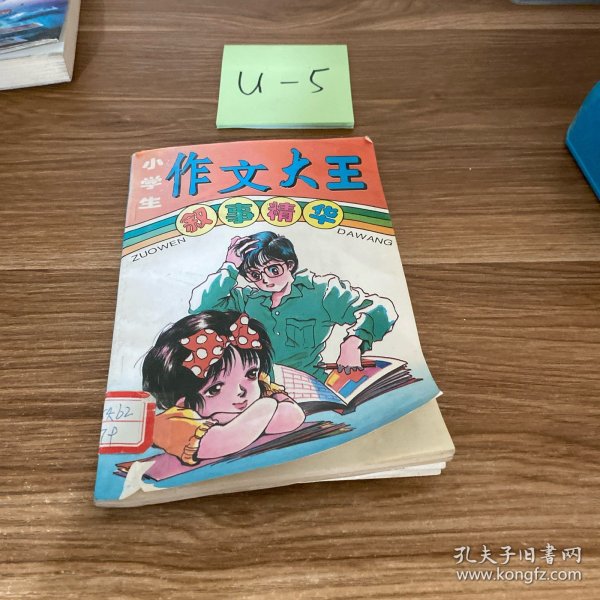 U-5
小学生
作文大王
叙事精华
ZUOWEN
DAWANG
孔夫子旧书网
www.kongfz.com